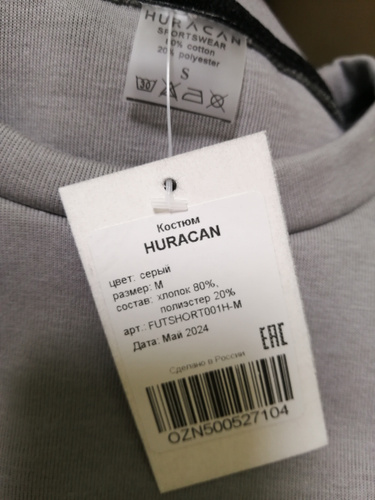 HURACAN
SPORTSWEAR
80% cotton
20% polyester
S
30
Костюм
HURACAN
цвет: серый
размер: M
состав: хлопок 80%,
полиэстер 20%
арт.: FUTSHORT001H-M
Дата: Май 2024
EAC
Сделано в России
OZN500527104